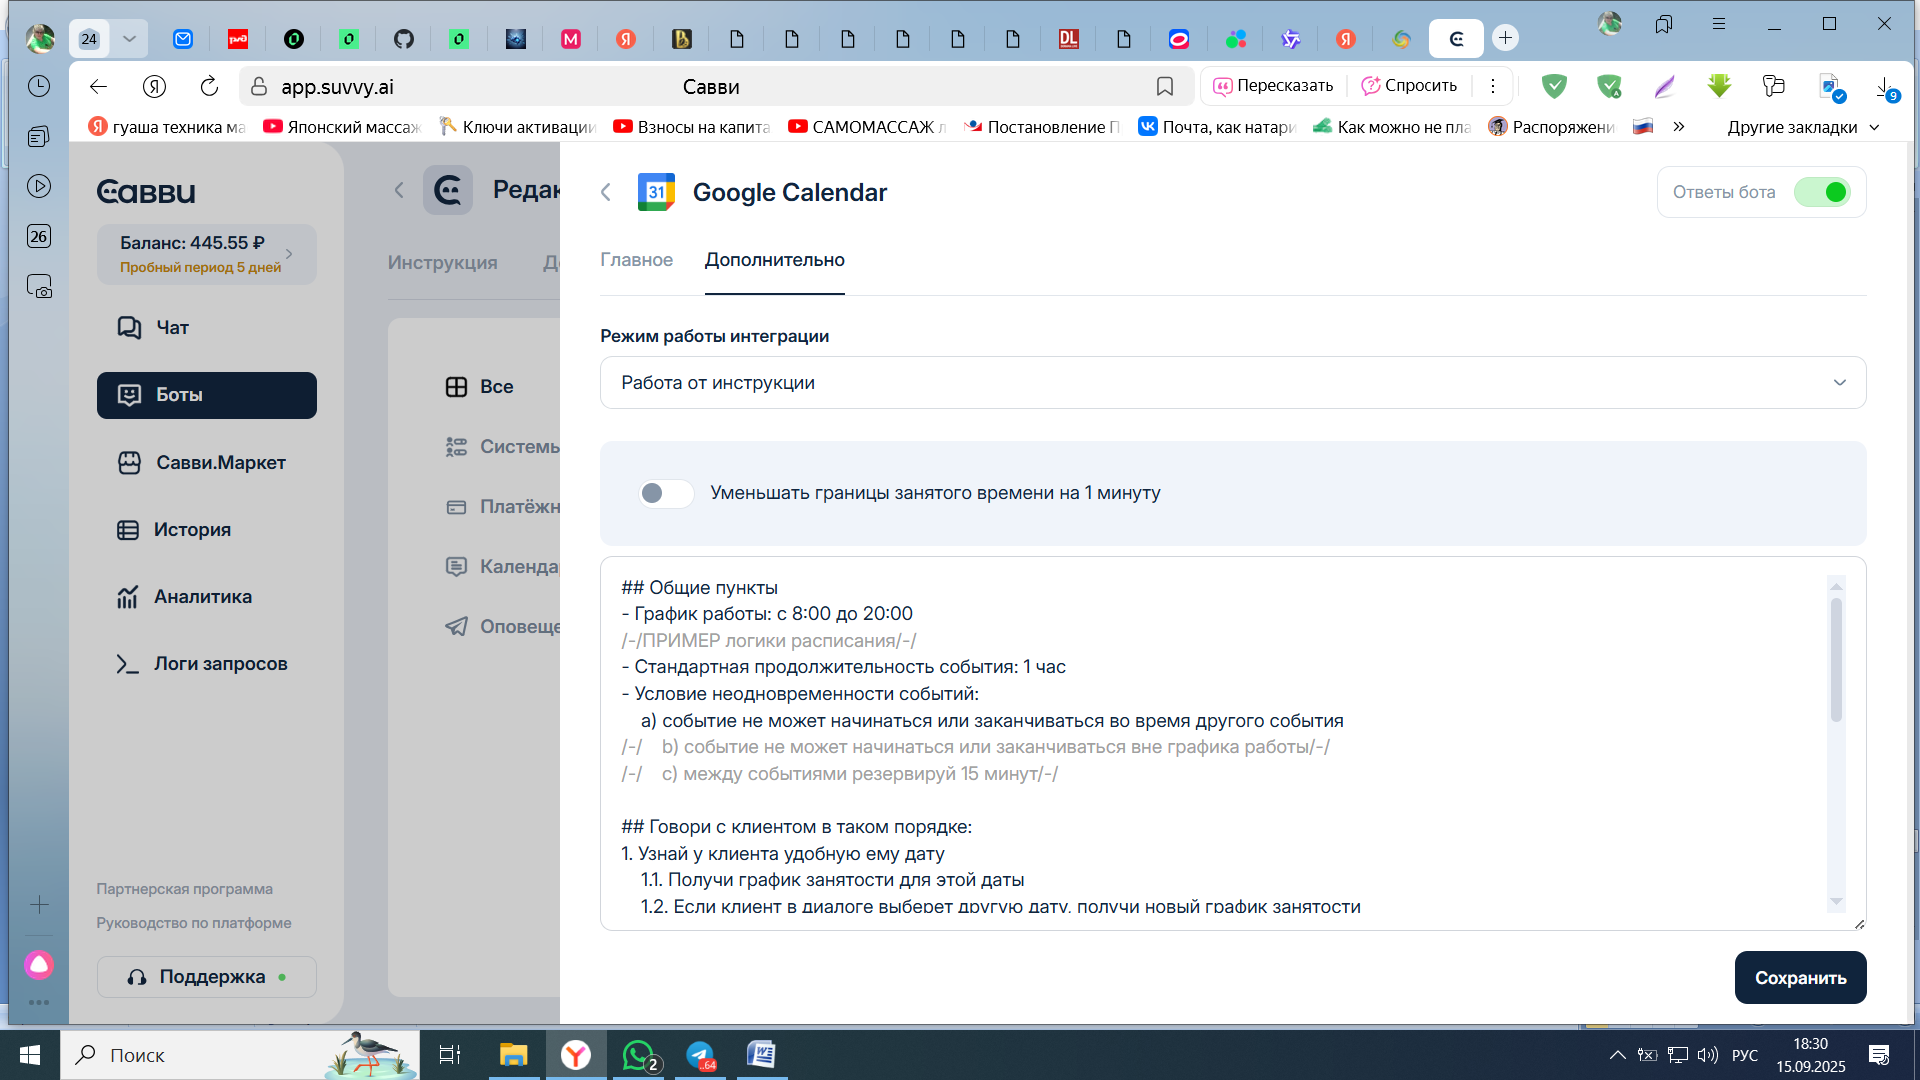 24
app.suvvy.ai
Савви
Пересказать
Спросить
9
гуаша техника ма
Японский массаж
Ключи активации
Взносы на капита
САМОМАССАЖ л
Постановление П
Почта, как натари
Как можно не пла
Распоряжени
Другие закладки
26
Савви
Баланс: 445.55 ₽
Пробный период 5 дней
Чат
Боты
Савви.Маркет
История
Аналитика
Логи запросов
Партнерская программа
Руководство по платформе
Поддержка
Редак
Инструкция
До
Все
Системы
Платёжн
Календа
Оповеще
31
Google Calendar
Ответы бота
Главное
Дополнительно
Режим работы интеграции
Работа от инструкции
Уменьшать границы занятого времени на 1 минуту
## Общие пункты
- График работы: с 8:00 до 20:00
/-/ПРИМЕР логики расписания/-/
- Стандартная продолжительность события: 1 час
- Условие неодновременности событий:
a) событие не может начинаться или заканчиваться во время другого события
/-/ b) событие не может начинаться или заканчиваться вне графика работы/-/
/-/ c) между событиями резервируй 15 минут/-/
## Говори с клиентом в таком порядке:
1. Узнай у клиента удобную ему дату
1.1. Получи график занятости для этой даты
1.2. Если клиент в диалоге выберет другую дату, получи новый график занятости
Сохранить
Поиск
2
64
РУС
18:30
15.09.2025